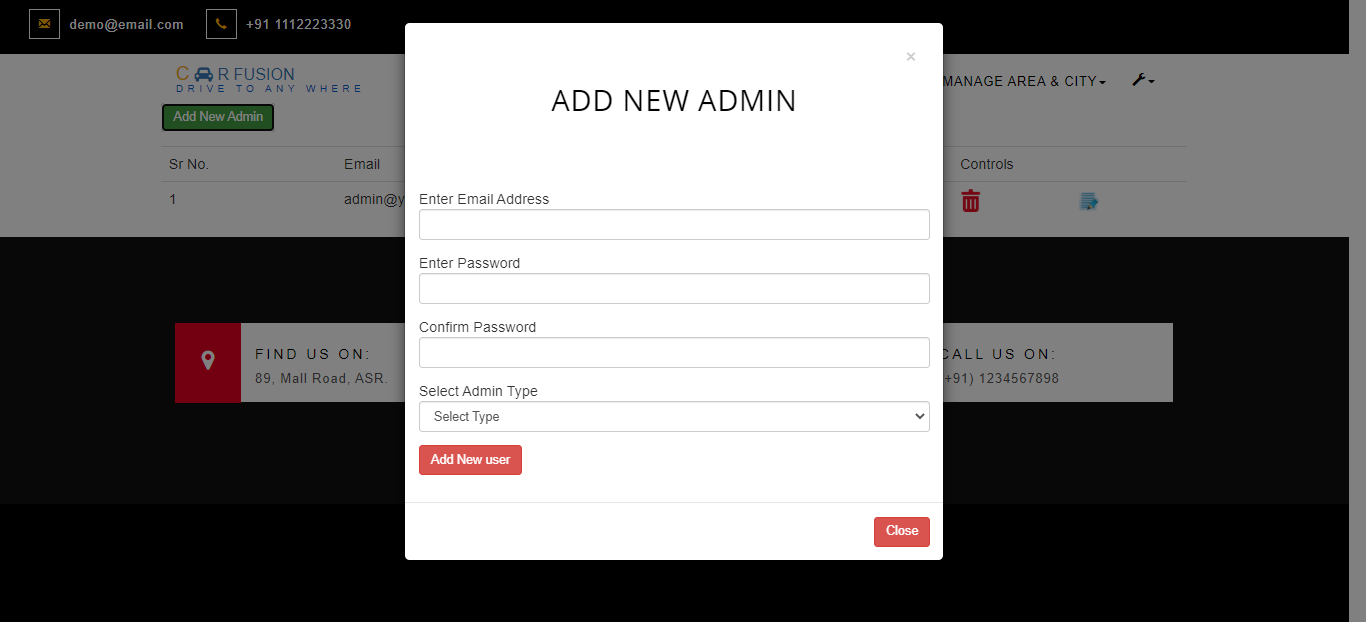 demo@email.com +91 1112223330
×
C R FUSION
DRIVE TO ANY WHERE
MANAGE AREA & CITY
Add New Admin
ADD NEW ADMIN
Sr No. Email Controls
1 admin@y
Enter Email Address
Enter Password
Confirm Password
FIND US ON:
89, Mall Road, ASR.
CALL US ON:
+91) 1234567898
Select Admin Type
Select Type
Add New user
Close